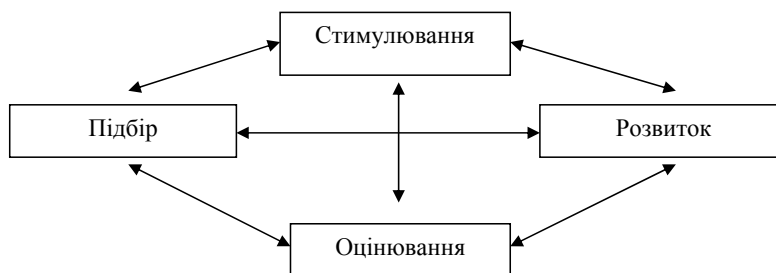 Стимулювання
Підбір
Розвиток
Оцінювання